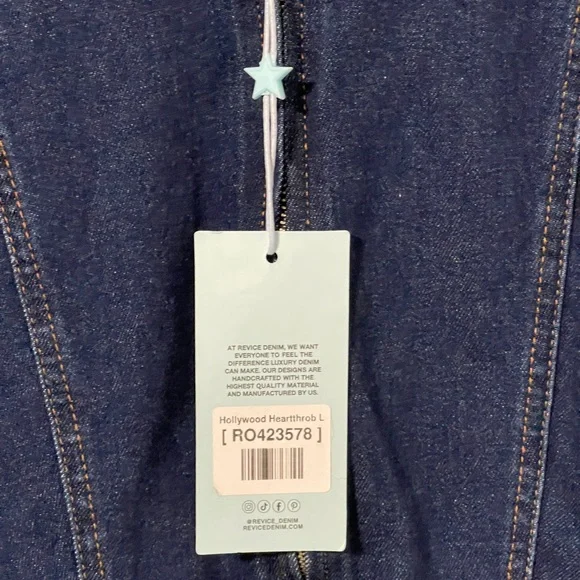 AT REVICE DENIM, WE WANT
EVERYONE TO FEEL THE
DIFFERENCE LUXURY DENIM
CAN MAKE. OUR DESIGNS ARE
HANDCRAFTED WITH THE
HIGHEST QUALITY MATERIAL
AND MANUFACTURED BY US.
Hollywood Heartthrob L
[ RO423578 ]
@REVICE_DENIM
REVICEDENIM.COM